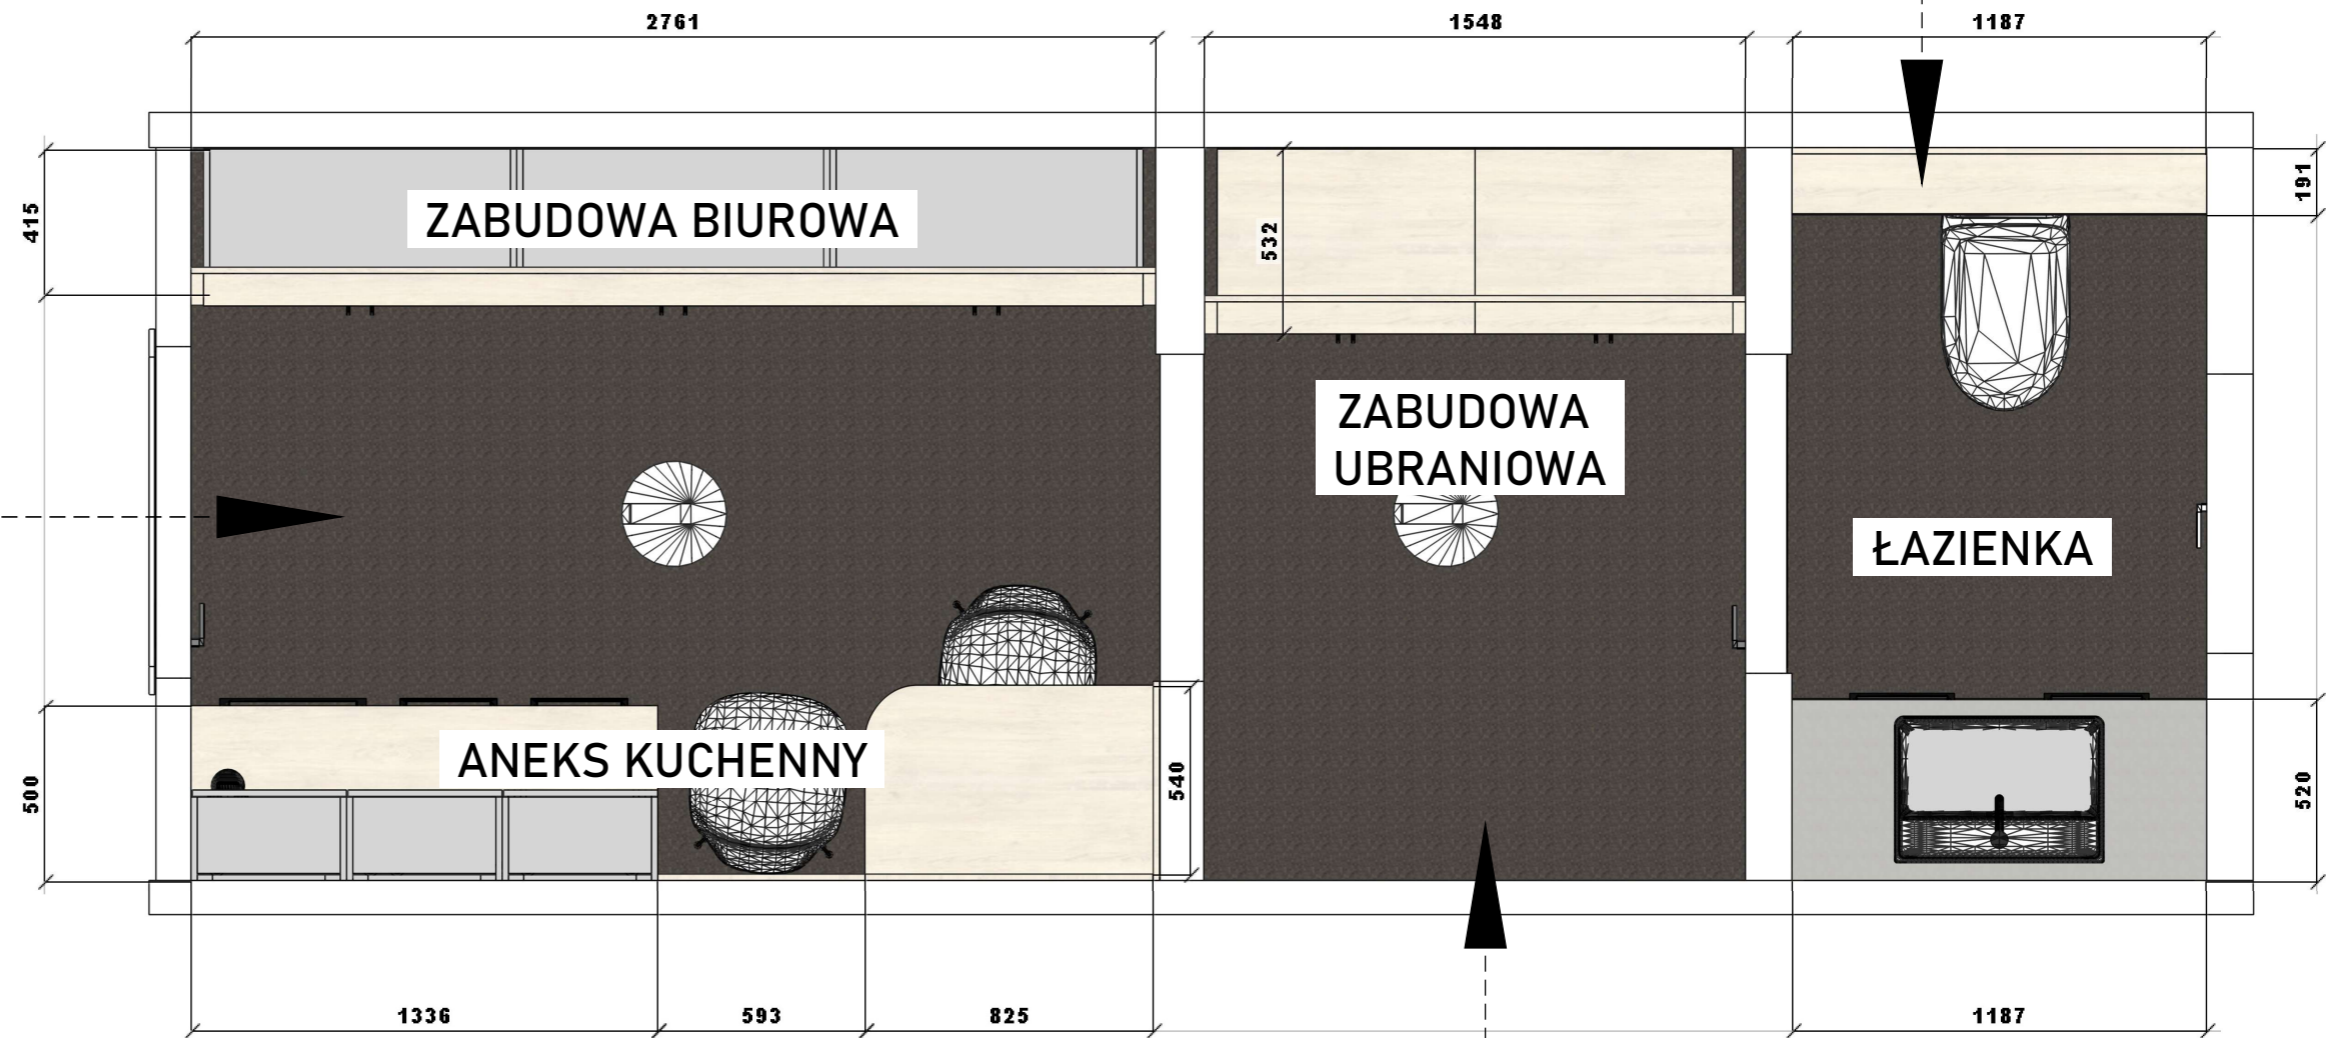 2761
1548
1187
415
ZABUDOWA BIUROWA
532
191
ZABUDOWA
UBRANIOWA
ŁAZIENKA
ANEKS KUCHENNY
500
540
520
1336
593
825
1187